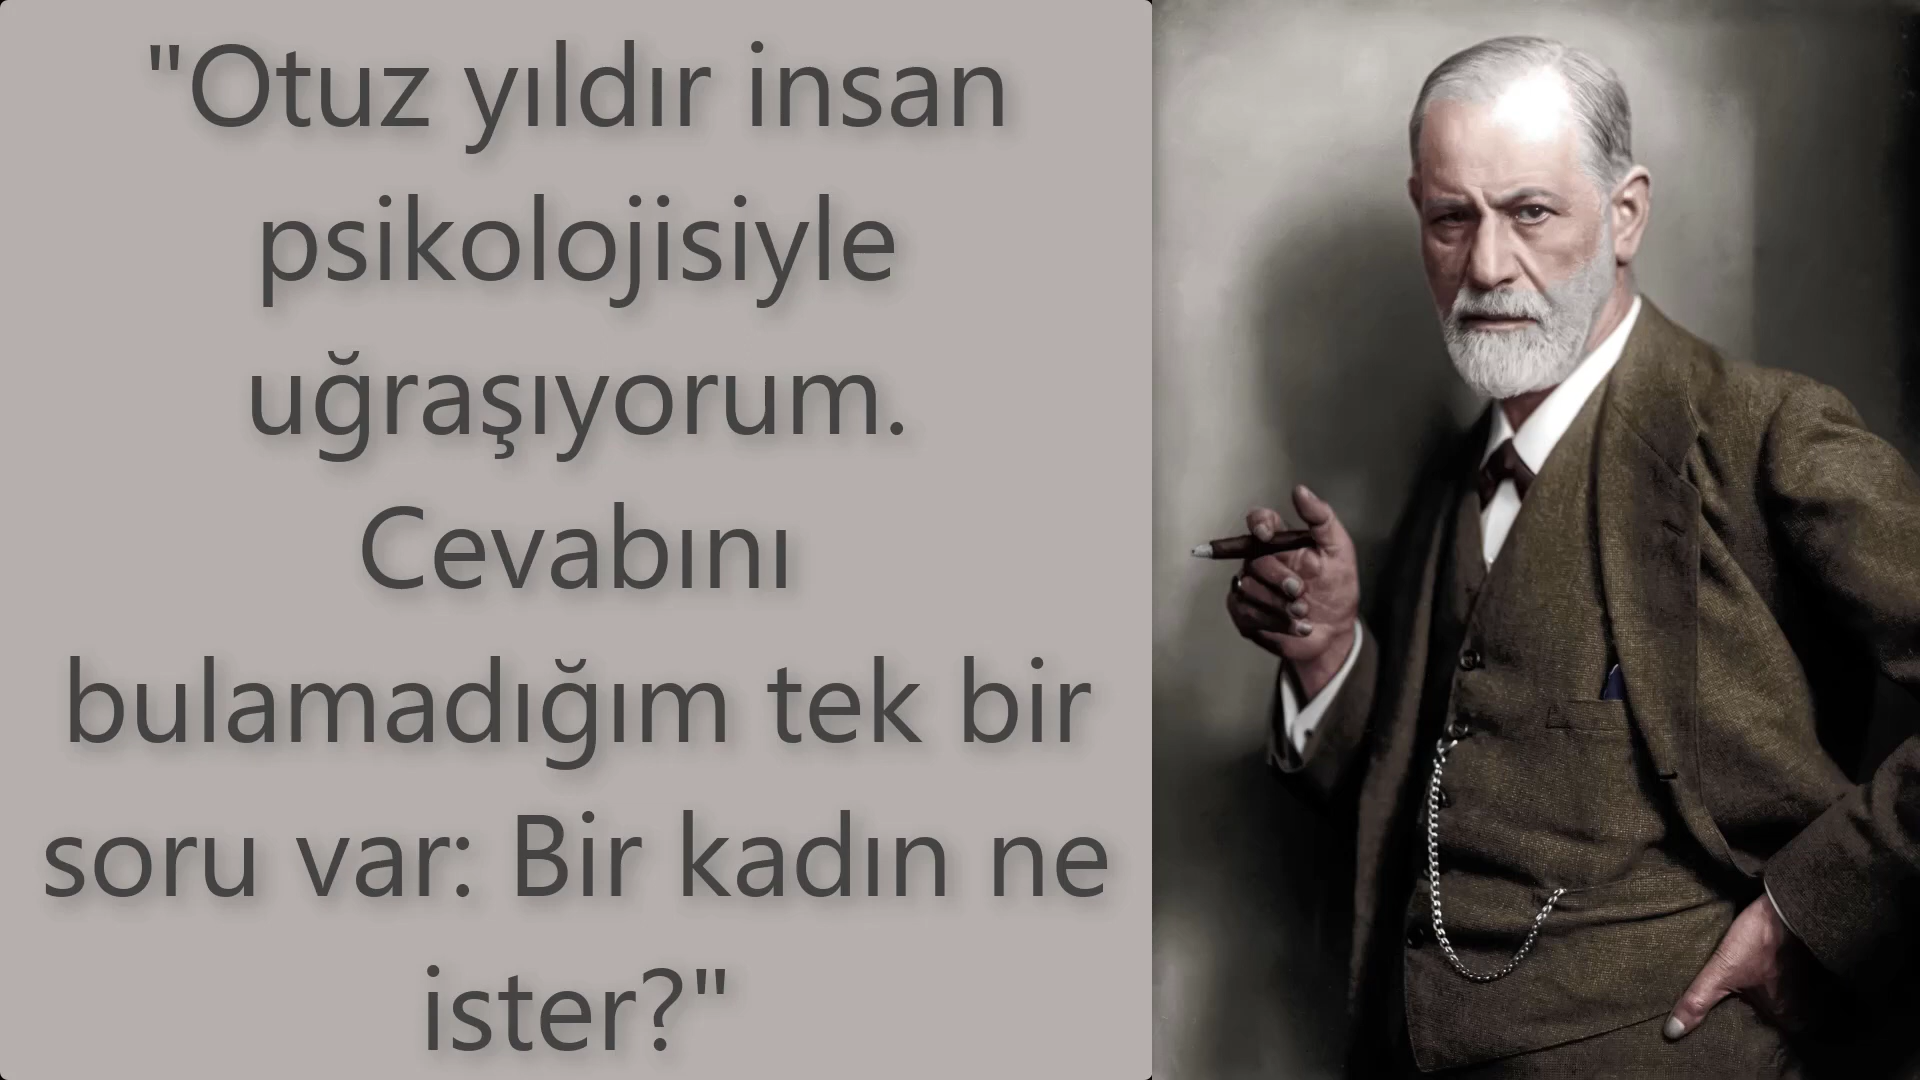 "Otuz yıldır insan
psikolojisiyle
uğraşıyorum.
Cevabını
bulamadığım tek bir
soru var: Bir kadın ne
ister?"